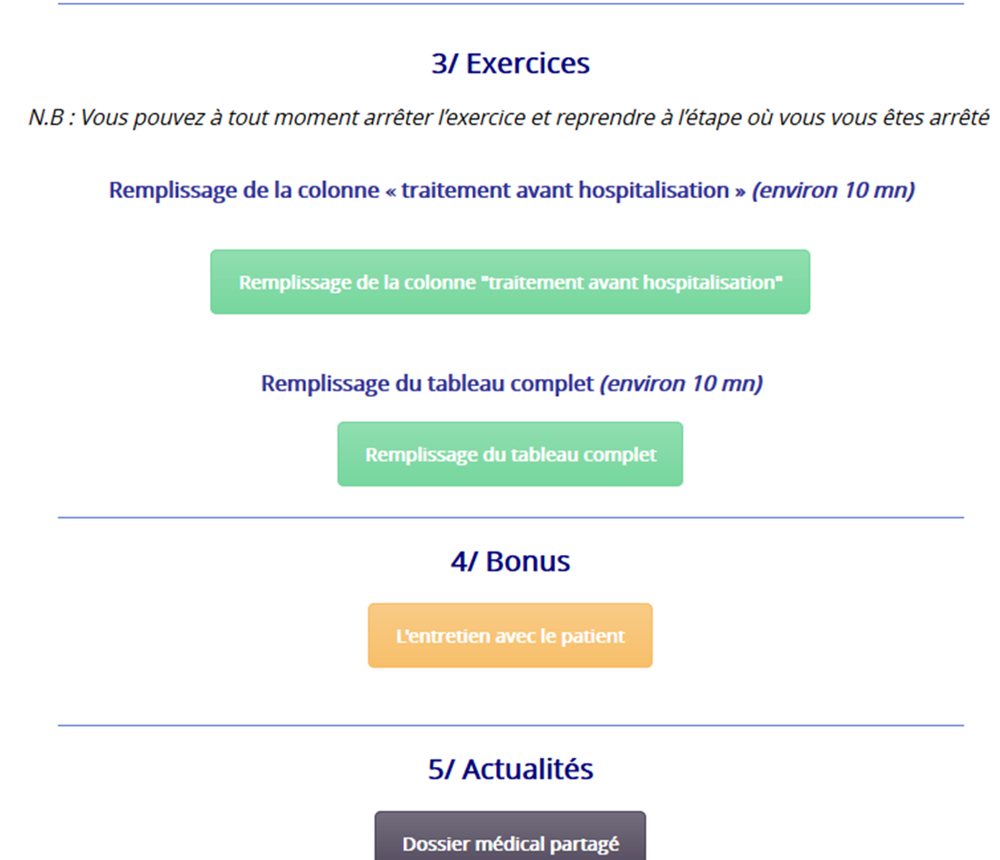 3/ Exercices
N.B : Vous pouvez à tout moment arrêter l’exercice et reprendre à l’étape où vous vous êtes arrêté
Remplissage de la colonne « traitement avant hospitalisation » (environ 10 mn)
Remplissage de la colonne "traitement avant hospitalisation"
Remplissage du tableau complet (environ 10 mn)
Remplissage du tableau complet
4/ Bonus
L'entretien avec le patient
5/ Actualités
Dossier médical partagé